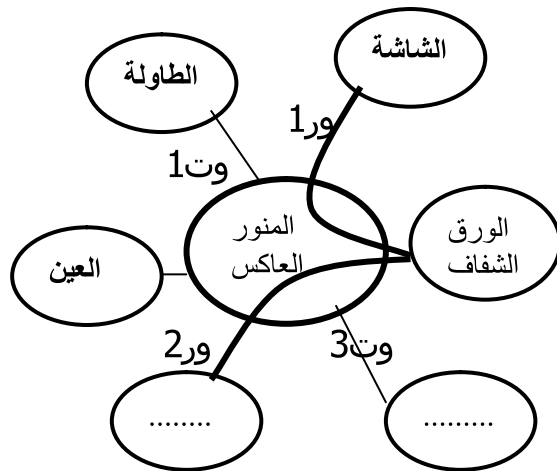 الشاشة
الطاولة
ور1
وت1
المنور
العاكس
الورق
الشفاف
العين
ور2
وت3
.........
........